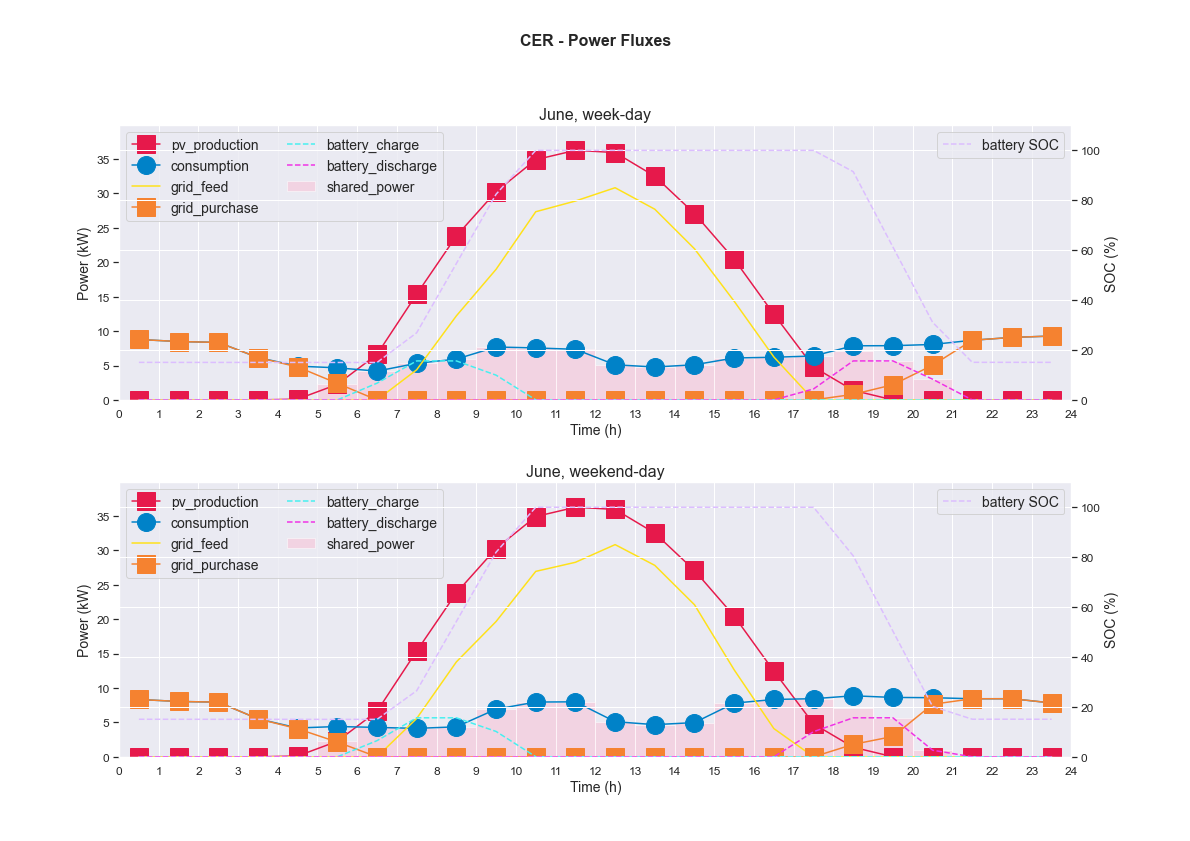 CER - Power Fluxes
June, week-day
pv_production
consumption
grid_feed
grid_purchase
battery_charge
battery_discharge
shared_power
battery SOC
Power (kW)
35
30
25
20
15
10
5
0
SOC (%)
100
80
60
40
20
0
0 1 2 3 4 5 6 7 8 9 10 11 12 13 14 15 16 17 18 19 20 21 22 23 24
Time (h)
June, weekend-day
pv_production
consumption
grid_feed
grid_purchase
battery_charge
battery_discharge
shared_power
battery SOC
Power (kW)
35
30
25
20
15
10
5
0
SOC (%)
100
80
60
40
20
0
0 1 2 3 4 5 6 7 8 9 10 11 12 13 14 15 16 17 18 19 20 21 22 23 24
Time (h)